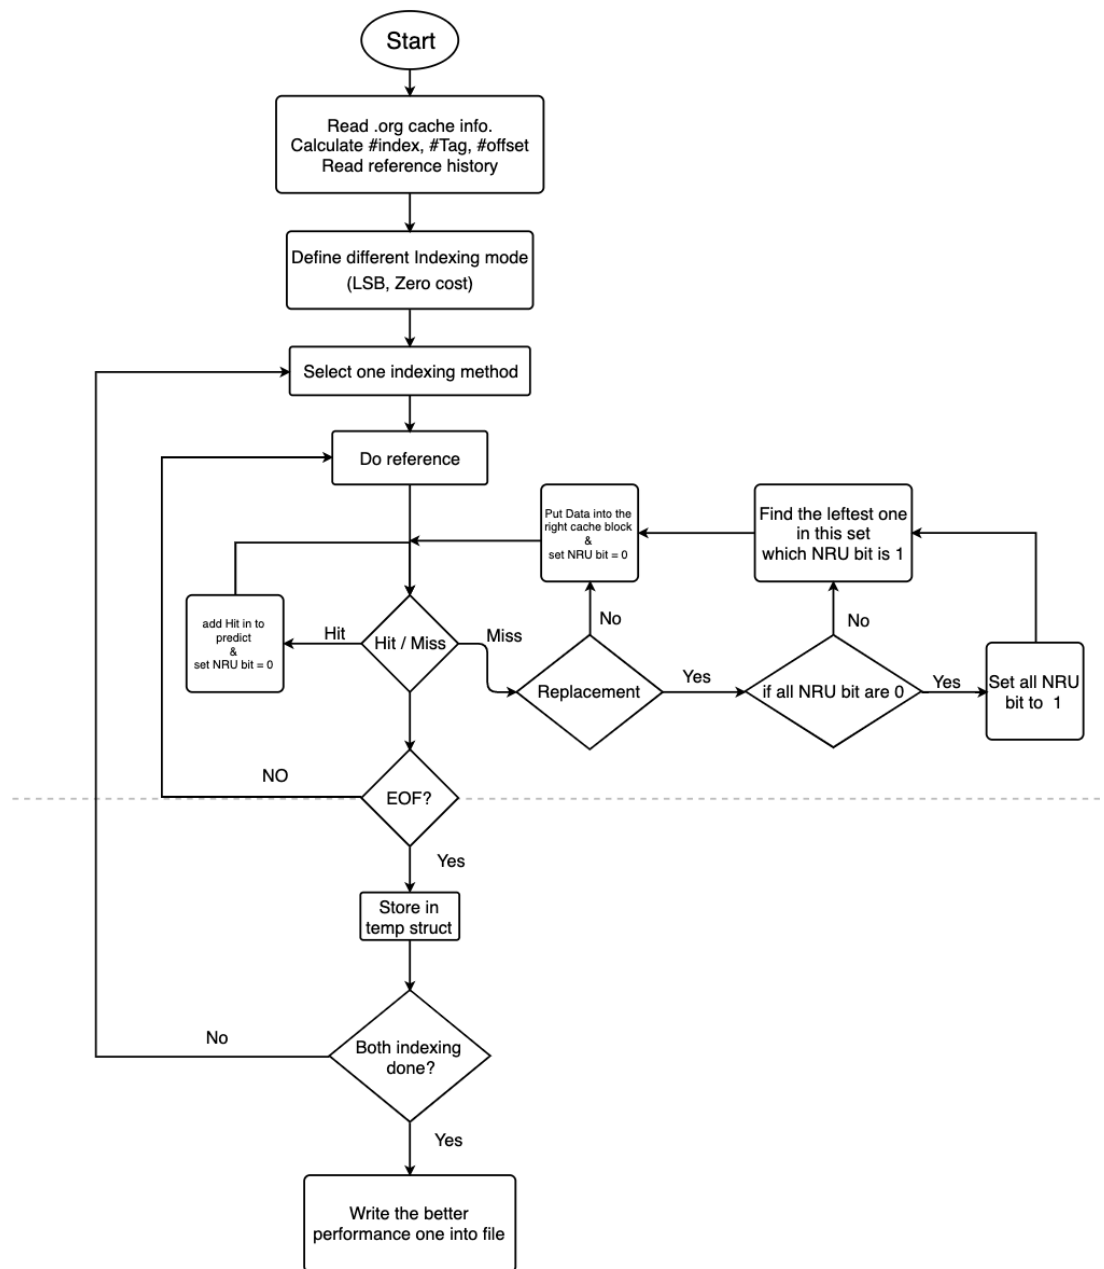 Start
Read .org cache info.
Calculate #index, #Tag, #offset
Read reference history
Define different Indexing mode
(LSB, Zero cost)
Select one indexing method
Do reference
Put Data into the
right cache block
&
set NRU bit = 0
Find the leftest one
in this set
which NRU bit is 1
add Hit in to
predict
&
set NRU bit = 0
Hit
Hit / Miss
Miss
No
Replacement
Yes
No
if all NRU bit are 0
Yes
Set all NRU
bit to 1
NO
EOF?
Yes
Store in
temp struct
No
Both indexing
done?
Yes
Write the better
performance one into file